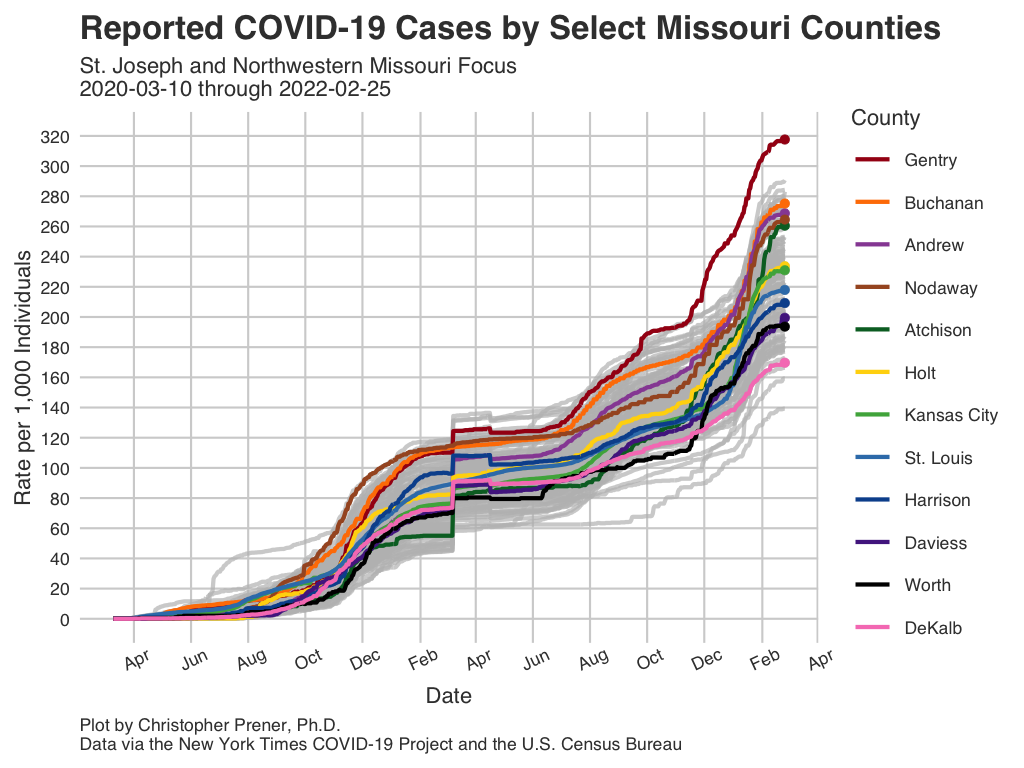 Reported COVID-19 Cases by Select Missouri Counties
St. Joseph and Northwestern Missouri Focus
2020-03-10 through 2022-02-25
County
Gentry
Buchanan
Andrew
Nodaway
Atchison
Holt
Kansas City
St. Louis
Harrison
Daviess
Worth
DeKalb
Rate per 1,000 Individuals
320
300
280
260
240
220
200
180
160
140
120
100
80
60
40
20
0
Apr Jun Aug Oct Dec Feb Apr Jun Aug Oct Dec Feb Apr
Date
Plot by Christopher Prener, Ph.D.
Data via the New York Times COVID-19 Project and the U.S. Census Bureau